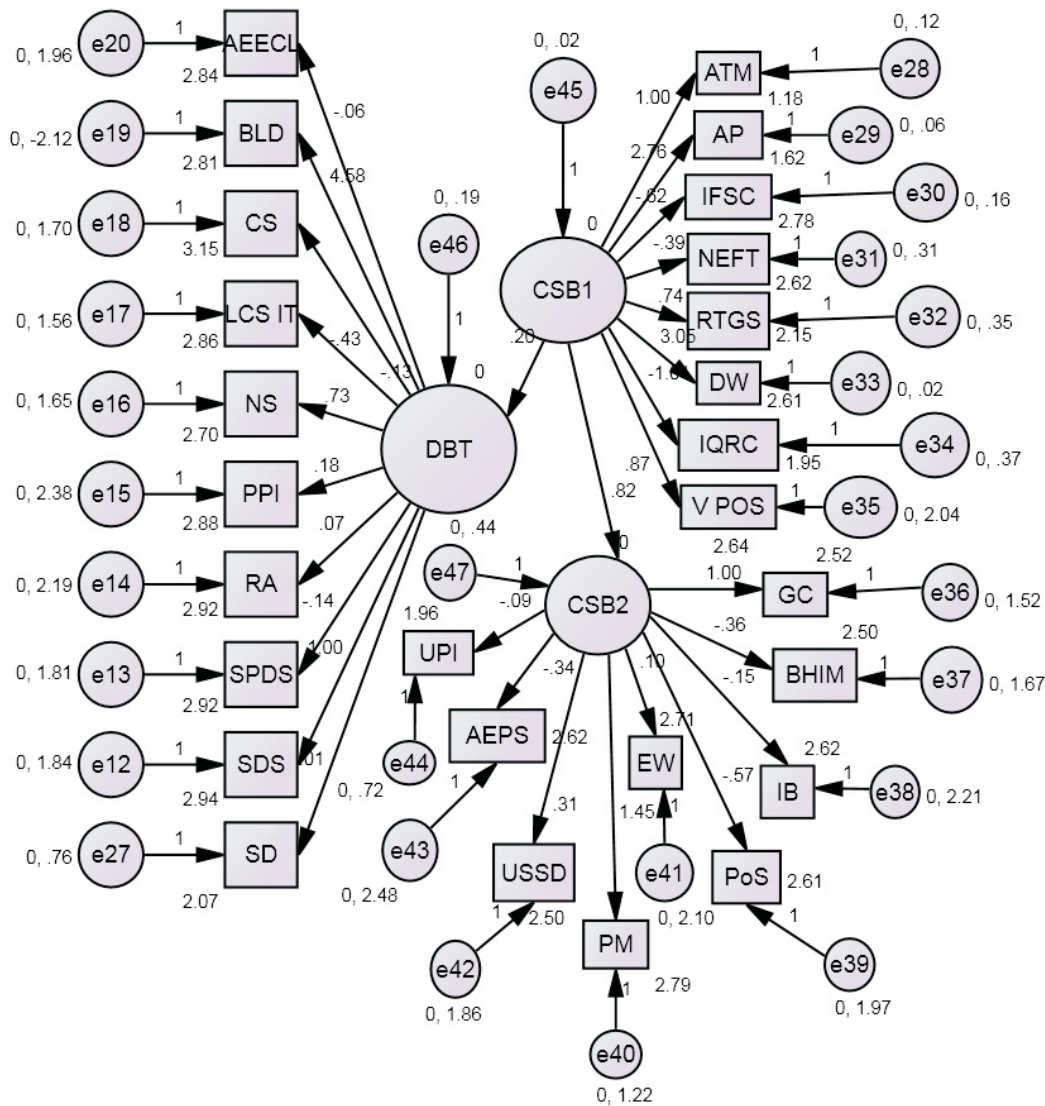 0, 1.96
e20
1
AEECL
2.84
0, -2.12
e19
1
BLD
2.81
0, 1.70
e18
1
CS
3.15
0, 1.56
e17
1
LCS IT
2.86
0, 1.65
e16
1
NS
2.70
0, 2.38
e15
1
PPI
2.88
0, 2.19
e14
1
RA
2.92
0, 1.81
e13
1
SPDS
2.92
0, 1.84
e12
1
SDS
2.94
0, .76
e27
1
SD
2.07
-.06
4.58
-.43
-.13
.73
.18
.07
-.14
1.00
.01
0, .19
e46
1
0
DBT
0, .02
e45
1
0
CSB1
.20
1.00
2.76
-.62
-.39
.74
3.05
.87
.82
ATM
1.18
1
0, .12
e28
AP
1.62
1
e29
0, .06
IFSC
2.78
1
e30
0, .16
NEFT
2.62
1
e31
0, .31
RTGS
2.15
1
e32
0, .35
DW
2.61
1
e33
0, .02
IQRC
1.95
1
e34
0, .37
V POS
2.64
1
e35
0, 2.04
0, .44
e47
1
0
CSB2
-.09
-.34
.31
.10
-.57
-.15
-.36
1.00
2.52
GC
1
e36
0, 1.52
2.50
BHIM
1
e37
0, 1.67
2.62
IB
1
e38
0, 2.21
PoS
2.61
1
e39
0, 1.97
2.71
EW
1
e41
0, 2.10
1.45
PM
2.79
1
e40
0, 1.22
USSD
2.50
1
e42
0, 1.86
AEPS
2.62
1
e43
0, 2.48
1.96
UPI
1
e44
0, .72